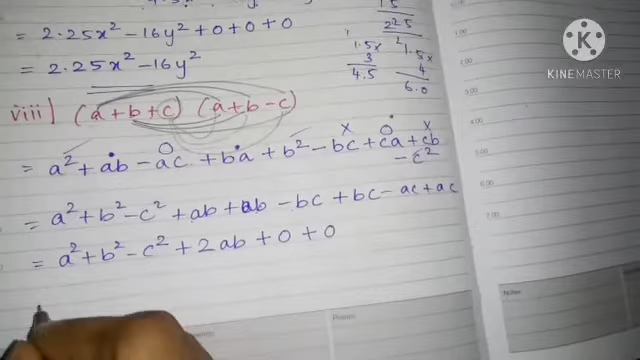 = 2.25x² - 16y² + 0 + 0 + 0
= 2.25x² - 16y²
225
1.5x
3
4.5
1.5x
4
6.0
KINEMASTER
viii] (a+b+c) (a+b-c)
= a² + ab - ac + ba + b² - bc + ca + cb
- c²
= a² + b² - c² + ab + ab - bc + bc - ac + ac
= a² + b² - c² + 2ab + 0 + 0